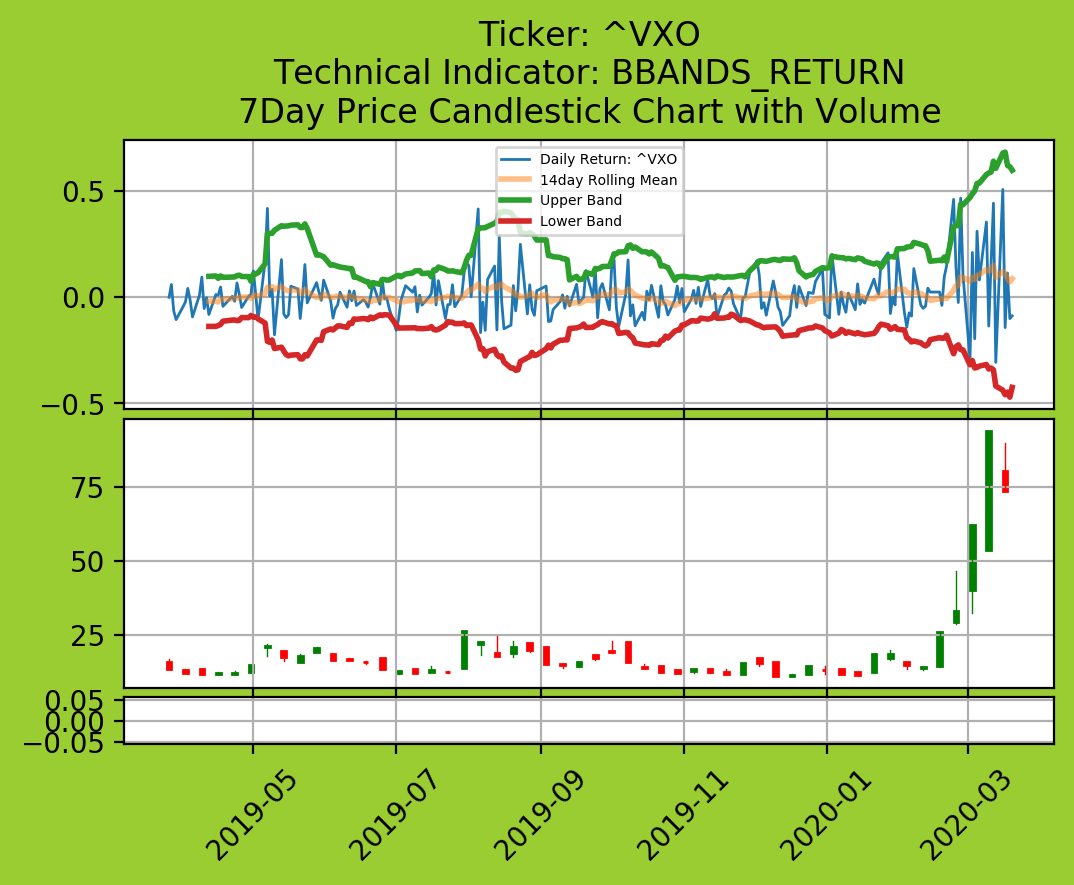 Ticker: ^VXO
Technical Indicator: BBANDS_RETURN
7Day Price Candlestick Chart with Volume
Daily Return: ^VXO
14day Rolling Mean
Upper Band
Lower Band
0.5
0.0
−0.5
75
50
25
0.05
0.00
−0.05
2019-05
2019-07
2019-09
2019-11
2020-01
2020-03